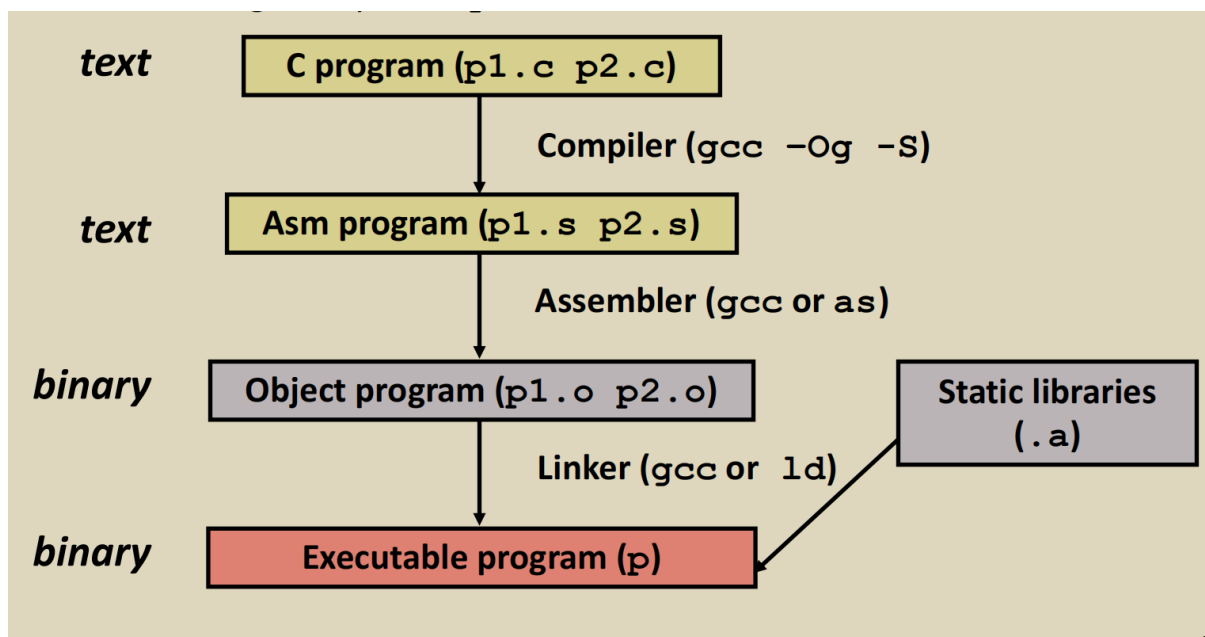 text
C program (p1.c p2.c)
Compiler (gcc –Og -S)
text
Asm program (p1.s p2.s)
Assembler (gcc or as)
binary
Object program (p1.o p2.o)
Static libraries
(.a)
Linker (gcc or ld)
binary
Executable program (p)